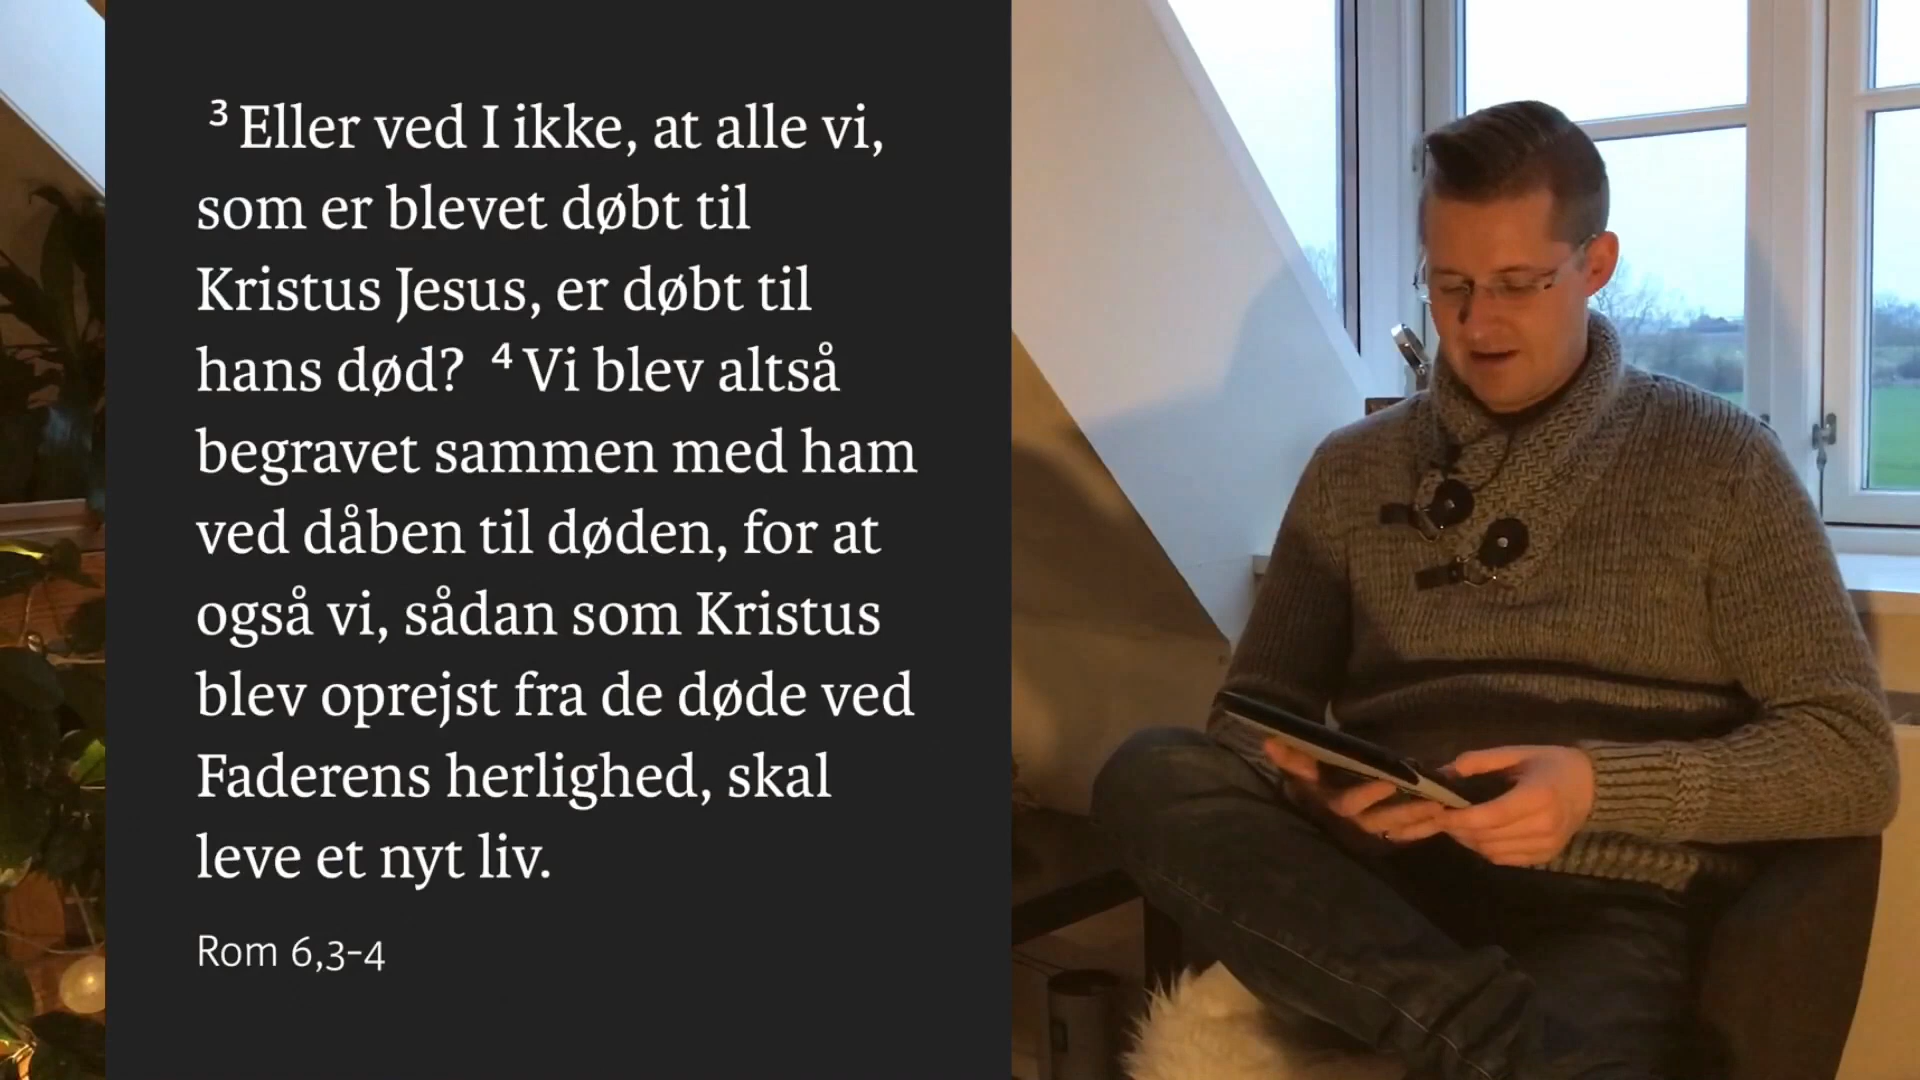 ³ Eller ved I ikke, at alle vi,
som er blevet døbt til
Kristus Jesus, er døbt til
hans død? ⁴ Vi blev altså
begravet sammen med ham
ved dåben til døden, for at
også vi, sådan som Kristus
blev oprejst fra de døde ved
Faderens herlighed, skal
leve et nyt liv.
Rom 6,3-4